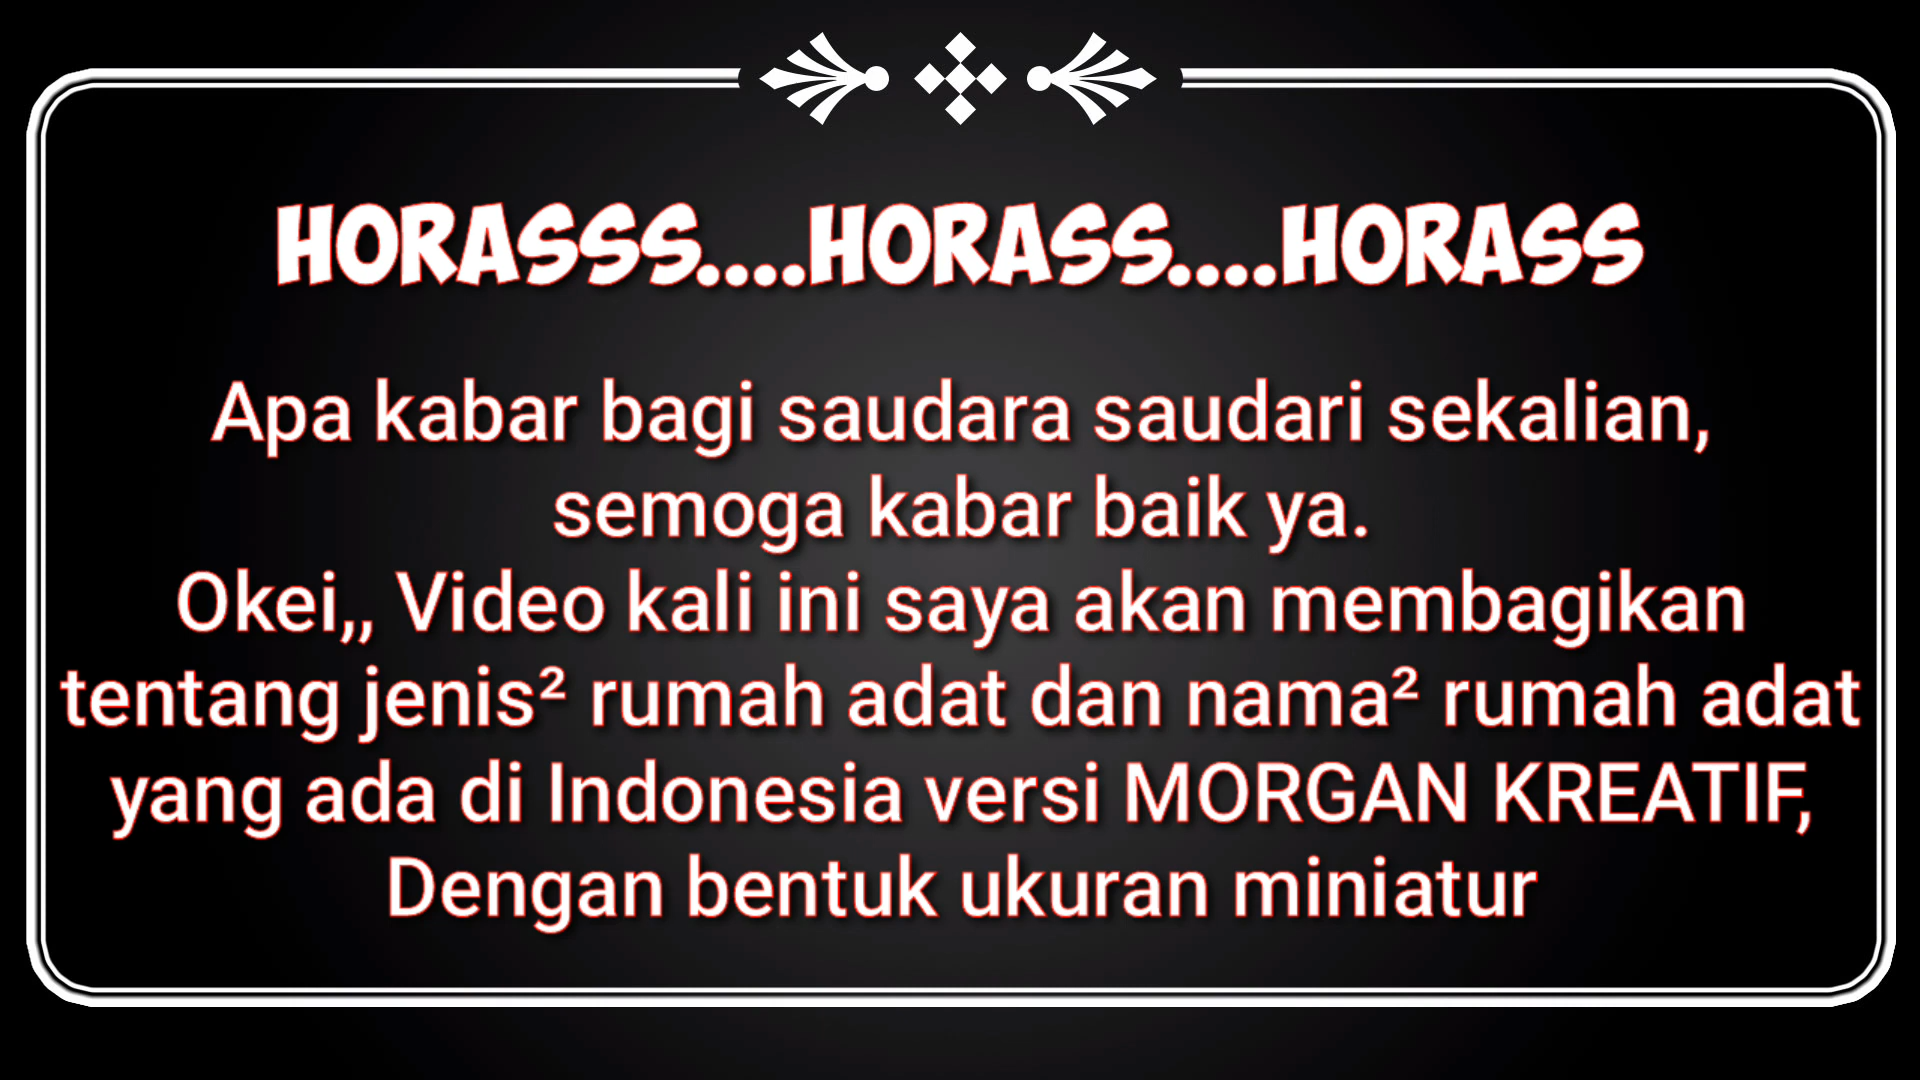 HORASSS....HORASS....HORASS
Apa kabar bagi saudara saudari sekalian,
semoga kabar baik ya.
Okei,, Video kali ini saya akan membagikan
tentang jenis² rumah adat dan nama² rumah adat
yang ada di Indonesia versi MORGAN KREATIF,
Dengan bentuk ukuran miniatur